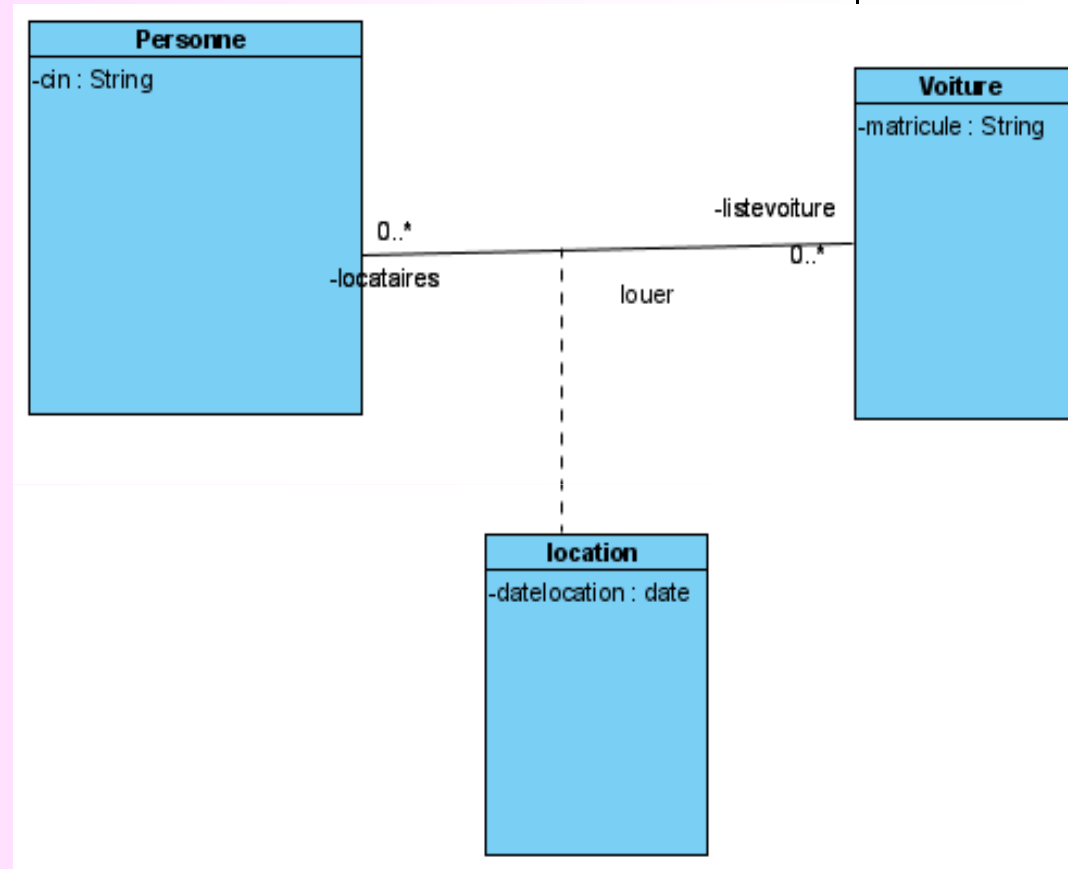 Personne
-cin : String
Voiture
-matricule : String
-listevoiture
0..*
0..*
-locataires
louer
location
-datelocation : date